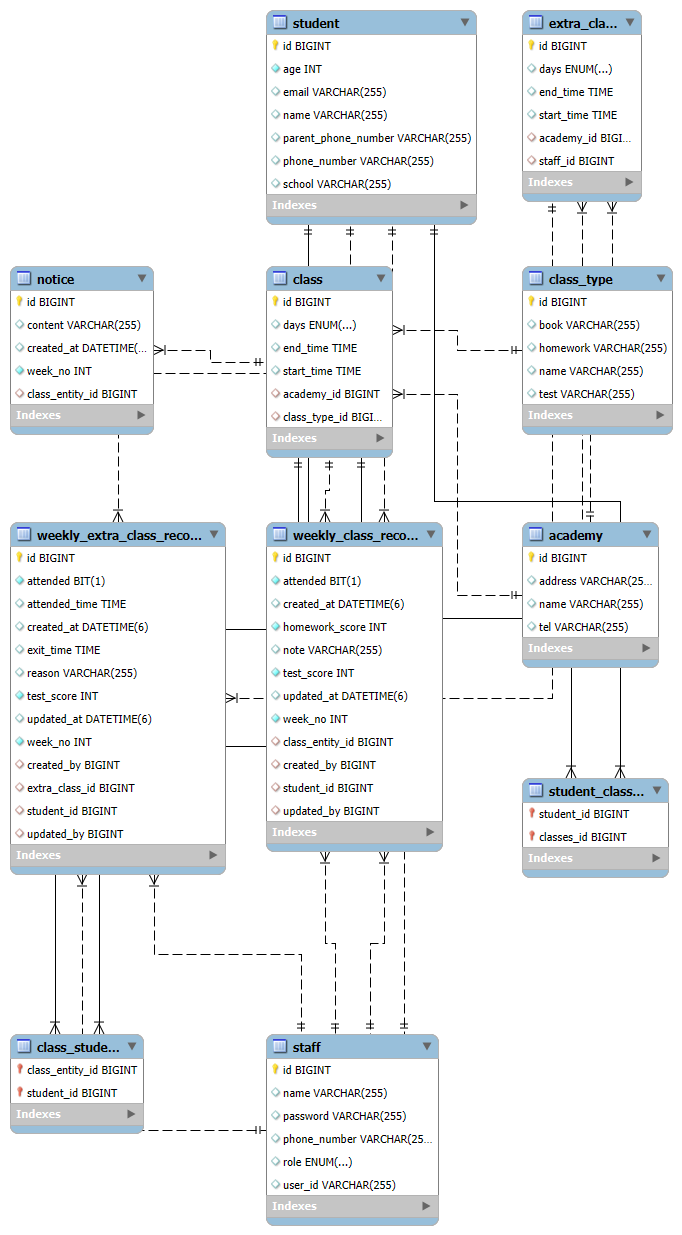 student
id BIGINT
age INT
email VARCHAR(255)
name VARCHAR(255)
parent_phone_number VARCHAR(255)
phone_number VARCHAR(255)
school VARCHAR(255)
Indexes
extra_cla...
id BIGINT
days ENUM(...)
end_time TIME
start_time TIME
academy_id BIGI...
staff_id BIGINT
Indexes
notice
id BIGINT
content VARCHAR(255)
created_at DATETIME(...
week_no INT
class_entity_id BIGINT
Indexes
class
id BIGINT
days ENUM(...)
end_time TIME
start_time TIME
academy_id BIGINT
class_type_id BIGI...
Indexes
class_type
id BIGINT
book VARCHAR(255)
homework VARCHAR(255)
name VARCHAR(255)
test VARCHAR(255)
Indexes
weekly_extra_class_reco...
id BIGINT
attended BIT(1)
attended_time TIME
created_at DATETIME(6)
exit_time TIME
reason VARCHAR(255)
test_score INT
updated_at DATETIME(6)
week_no INT
created_by BIGINT
extra_class_id BIGINT
student_id BIGINT
updated_by BIGINT
Indexes
weekly_class_reco...
id BIGINT
attended BIT(1)
created_at DATETIME(6)
homework_score INT
note VARCHAR(255)
test_score INT
updated_at DATETIME(6)
week_no INT
class_entity_id BIGINT
created_by BIGINT
student_id BIGINT
updated_by BIGINT
Indexes
academy
id BIGINT
address VARCHAR(25...
name VARCHAR(255)
tel VARCHAR(255)
Indexes
student_class...
student_id BIGINT
classes_id BIGINT
Indexes
class_stude...
class_entity_id BIGINT
student_id BIGINT
Indexes
staff
id BIGINT
name VARCHAR(255)
password VARCHAR(255)
phone_number VARCHAR(25...
role ENUM(...)
user_id VARCHAR(255)
Indexes